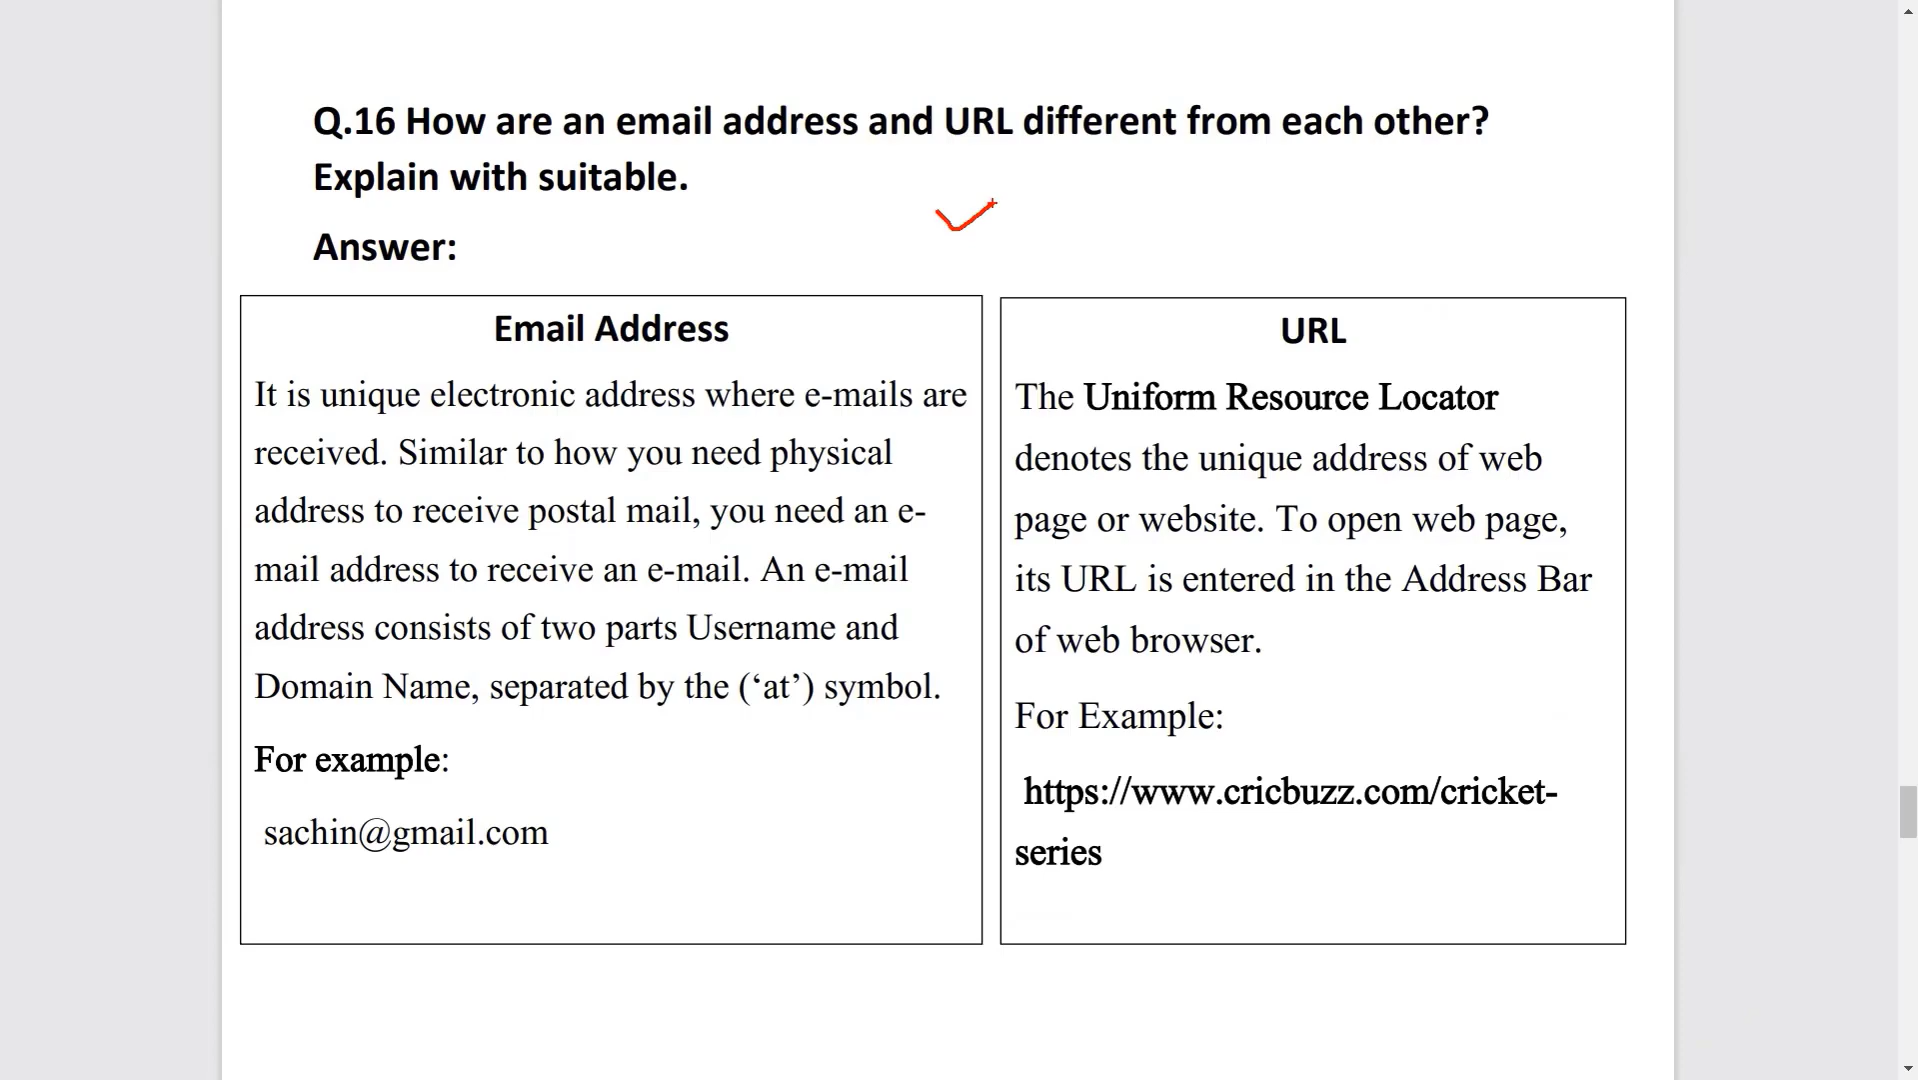 Q.16 How are an email address and URL different from each other?
Explain with suitable.
Answer:
Email Address
It is unique electronic address where e-mails are
received. Similar to how you need physical
address to receive postal mail, you need an e-
mail address to receive an e-mail. An e-mail
address consists of two parts Username and
Domain Name, separated by the (‘at’) symbol.
For example:
sachin@gmail.com
URL
The Uniform Resource Locator
denotes the unique address of web
page or website. To open web page,
its URL is entered in the Address Bar
of web browser.
For Example:
https://www.cricbuzz.com/cricket-
series